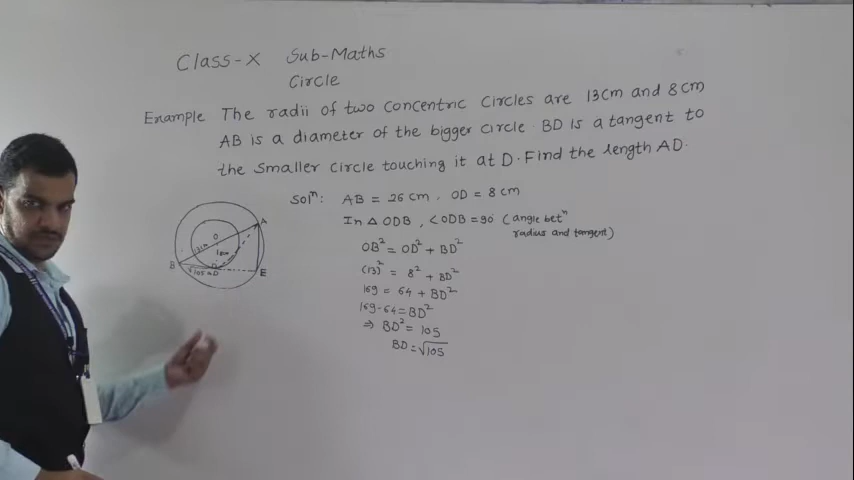 Class-X Sub-Maths
Circle
Example The radii of two concentric circles are 13cm and 8cm
AB is a diameter of the bigger circle. BD is a tangent to
the smaller circle touching it at D. Find the length AD.
Solⁿ: AB = 26 cm, OD = 8 cm
In △ ODB, ∠ODB = 90° (angle betⁿ
radius and tangent)
OB² = OD² + BD²
(13)² = 8² + BD²
169 = 64 + BD²
169-64 = BD²
⇒ BD² = 105
BD = √105
A
O
13cm
B
√105
D
E